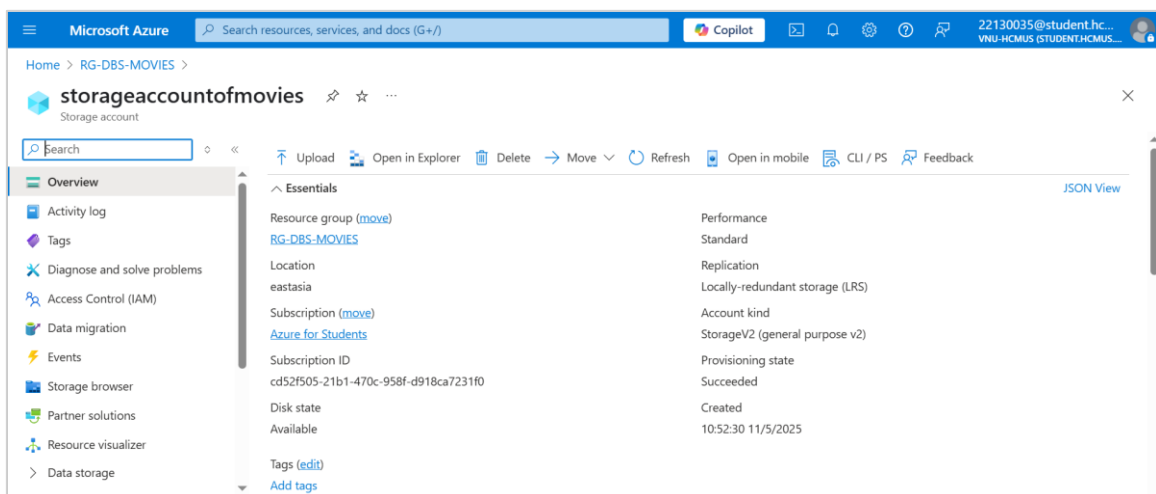 Microsoft Azure
Search resources, services, and docs (G+/)
Copilot
22130035@student.hc...
VNU-HCMUS (STUDENT.HCMUS....
Home > RG-DBS-MOVIES >
storageaccountofmovies
Storage account
Search
Upload Open in Explorer Delete Move Refresh Open in mobile CLI / PS Feedback
Overview
Activity log
Tags
Diagnose and solve problems
Access Control (IAM)
Data migration
Events
Storage browser
Partner solutions
Resource visualizer
Data storage
Essentials
JSON View
Resource group (move)
RG-DBS-MOVIES
Location
eastasia
Subscription (move)
Azure for Students
Subscription ID
cd52f505-21b1-470c-958f-d918ca7231f0
Disk state
Available
Performance
Standard
Replication
Locally-redundant storage (LRS)
Account kind
StorageV2 (general purpose v2)
Provisioning state
Succeeded
Created
10:52:30 11/5/2025
Tags (edit)
Add tags